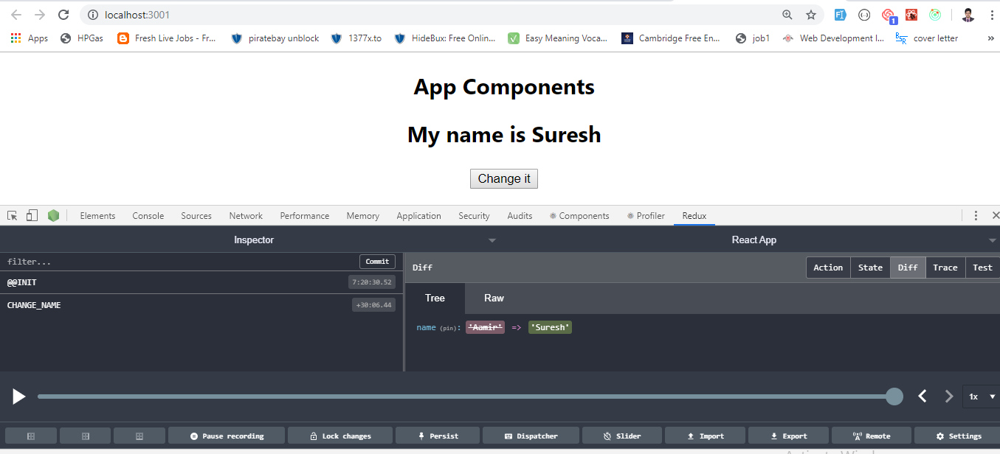 localhost:3001
1
Apps HPGas Fresh Live Jobs - Fr... piratebay unblock 1377x.to HideBux: Free Onlin... Easy Meaning Voca... Cambridge Free En... job1 Web Development I... cover letter »
App Components
My name is Suresh
Change it
Elements Console Sources Network Performance Memory Application Security Audits Components Profiler Redux
Inspector React App
filter... Commit Diff Action State Diff Trace Test
@@INIT 7:20:30.52 Tree Raw
CHANGE_NAME +30:06.44
name (pin): 'Aamir' => 'Suresh'
1x
Pause recording Lock changes Persist Dispatcher Slider Import Export Remote Settings